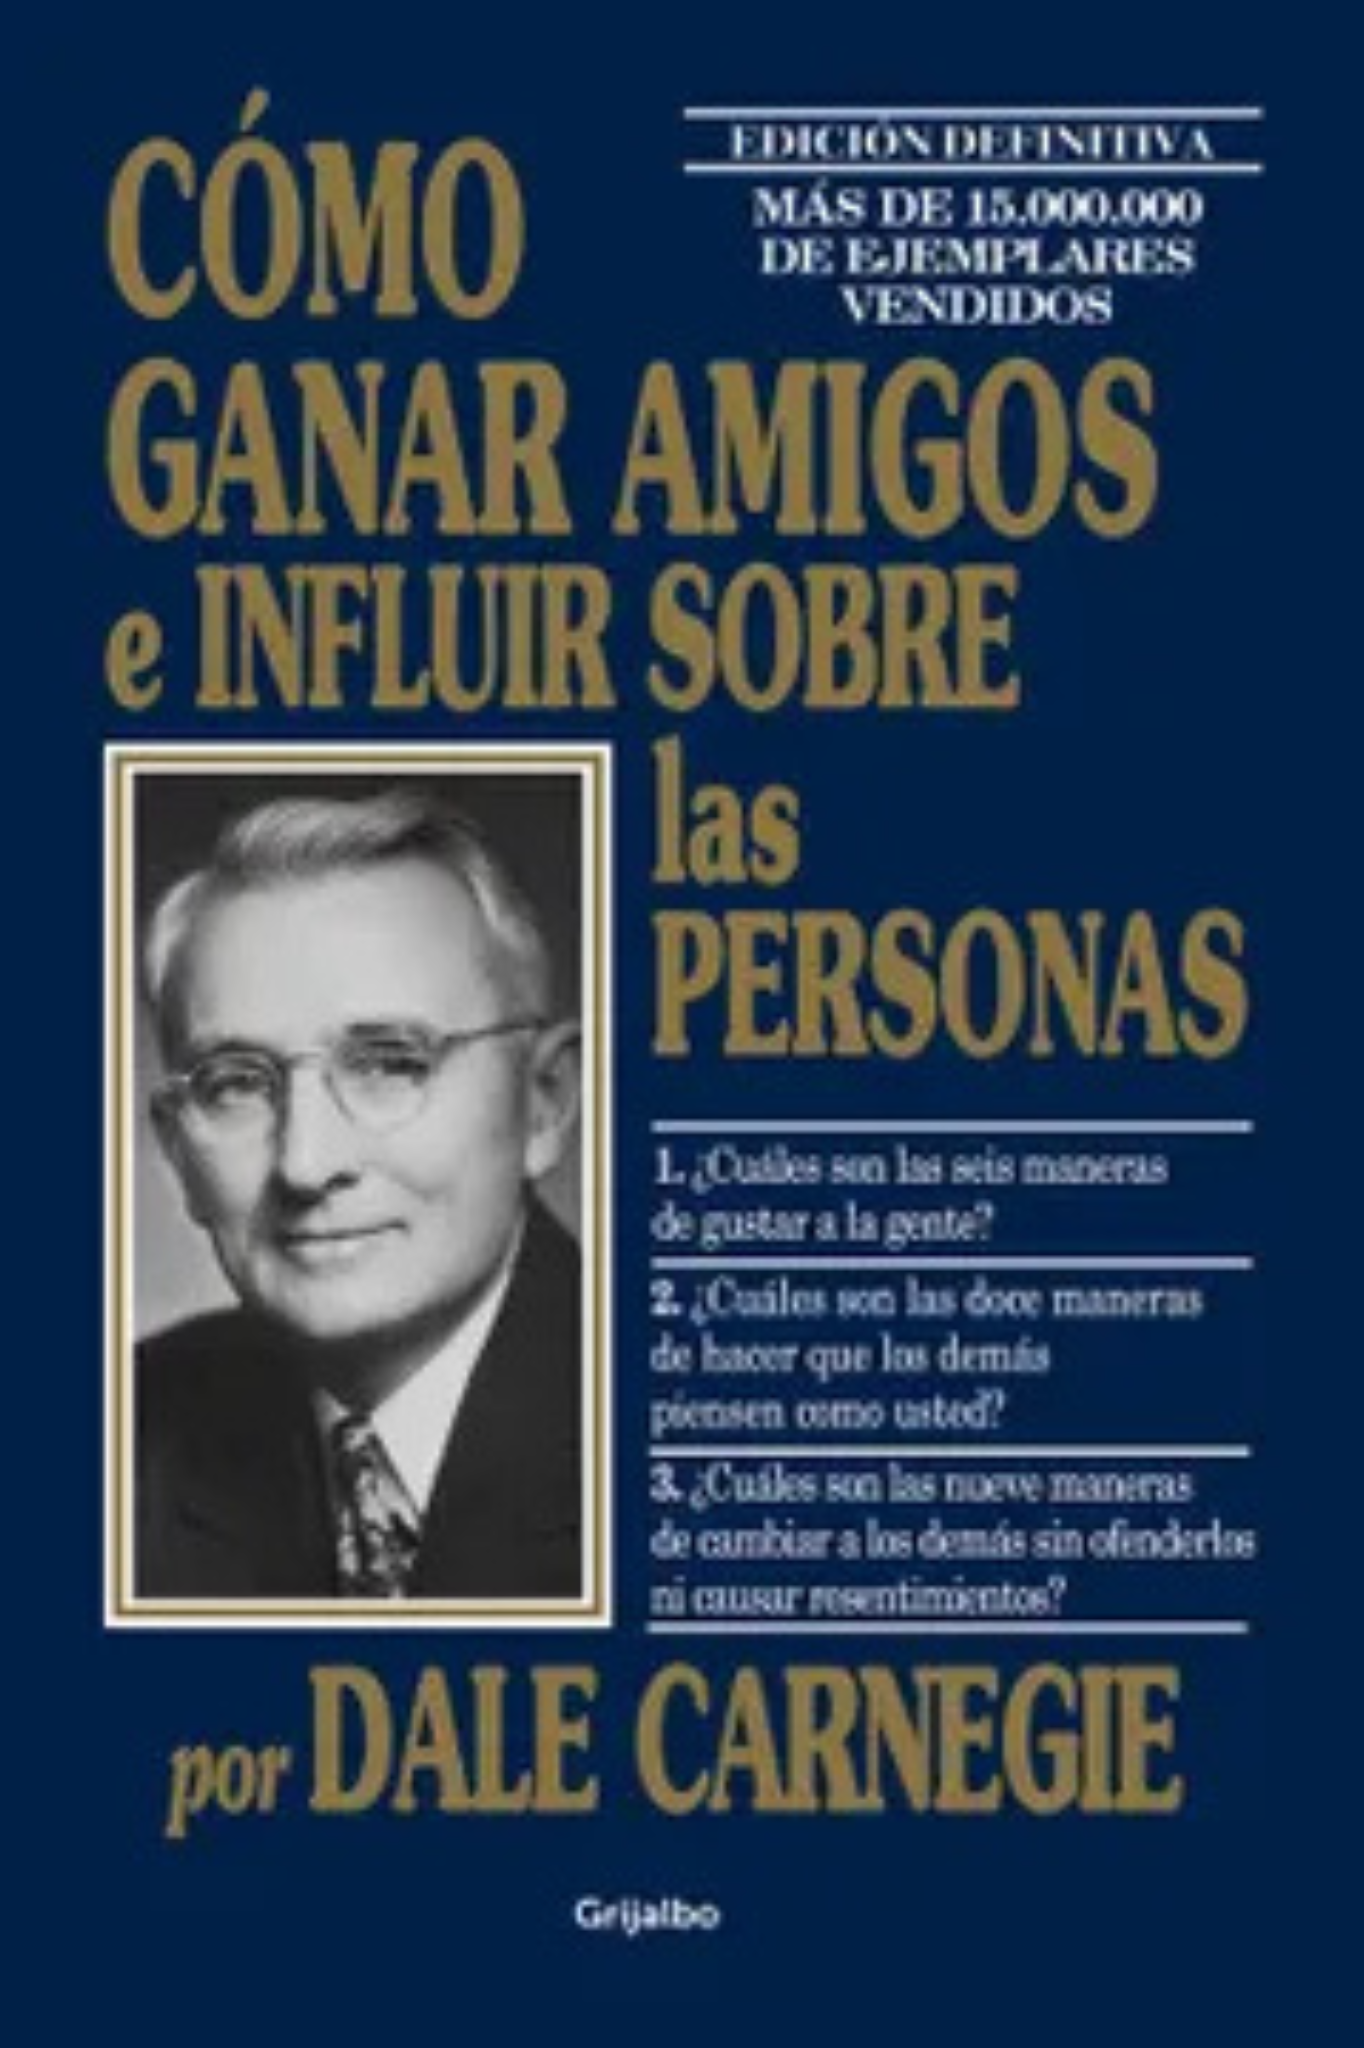 CÓMO
EDICIÓN DEFINITIVA
MÁS DE 15.000.000
DE EJEMPLARES
VENDIDOS
GANAR AMIGOS
e INFLUIR SOBRE
las
PERSONAS
1. ¿Cuáles son las seis maneras
de gustar a la gente?
2. ¿Cuáles son las doce maneras
de hacer que los demás
piensen como usted?
3. ¿Cuáles son las nueve maneras
de cambiar a los demás sin ofenderlos
ni causar resentimientos?
por DALE CARNEGIE
Grijalbo